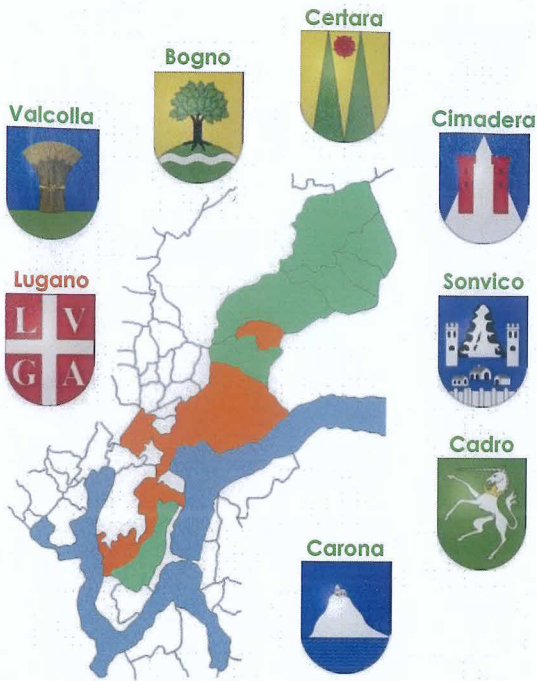 Certara
Bogno
Valcolla
Cimadera
Lugano
L V
G A
Sonvico
Cadro
Carona